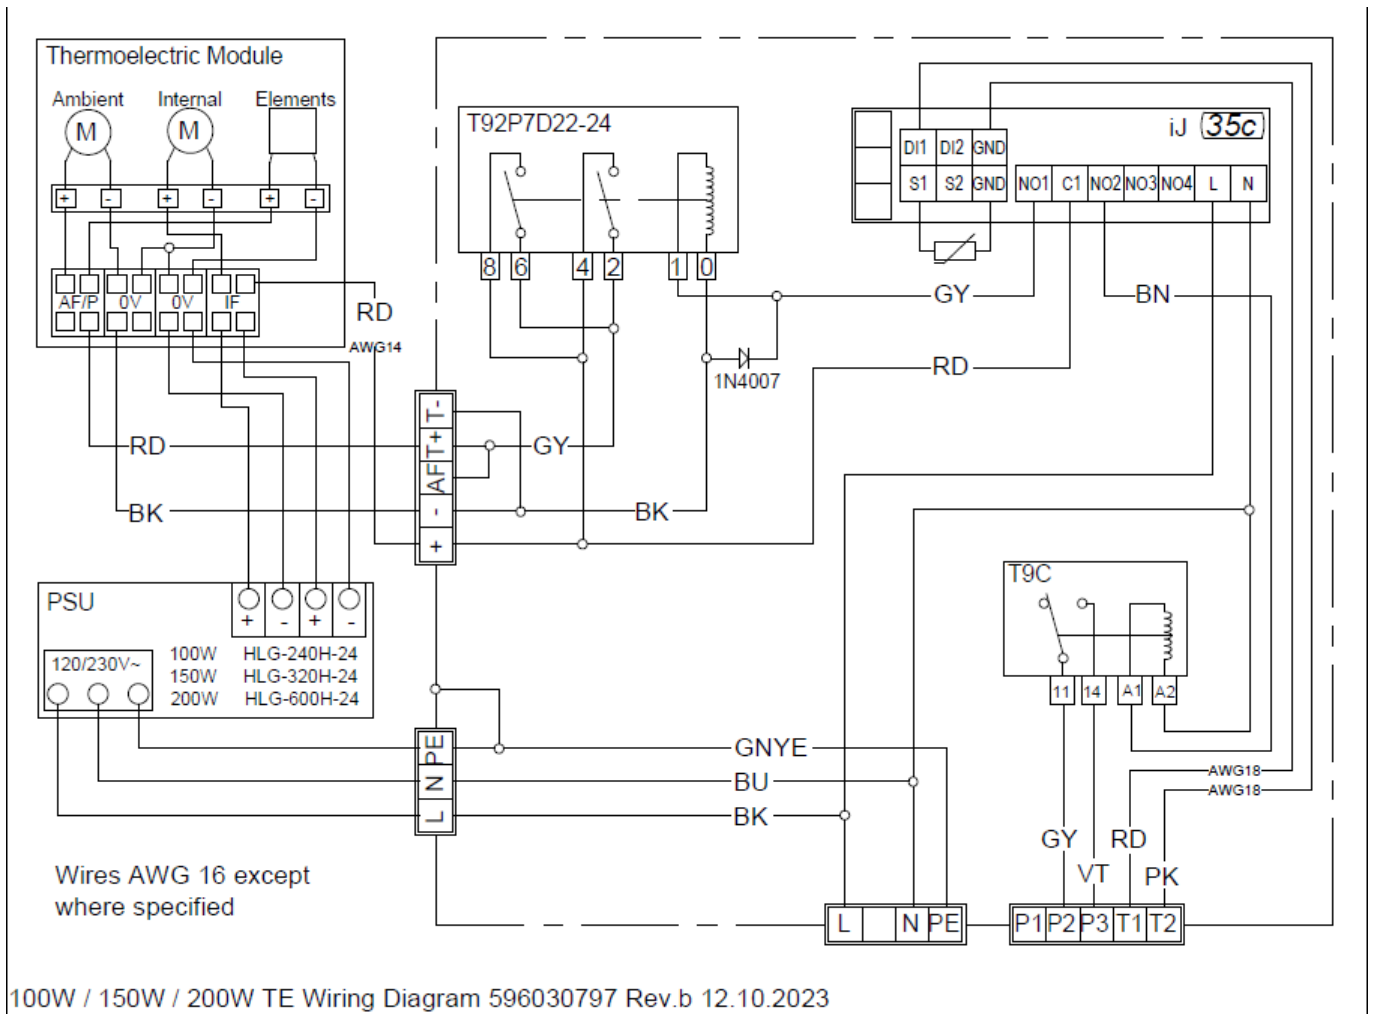 Thermoelectric Module
Ambient Internal Elements
M M
+ - + - + -
AF/P 0V 0V IF
RD
AWG14
T92P7D22-24
8 6 4 2 1 0
1N4007
iJ 35c
DI1 DI2 GND
S1 S2 GND NO1 C1 NO2 NO3 NO4 L N
GY
BN
RD
T-
T+
AF
-
+
RD
GY
BK
BK
PSU
+ - + -
120/230V~
100W HLG-240H-24
150W HLG-320H-24
200W HLG-600H-24
T9C
11 14 A1 A2
PE
N
L
GNYE
BU
BK
AWG18
AWG18
GY RD
VT PK
Wires AWG 16 except
where specified
L N PE
P1 P2 P3 T1 T2
100W / 150W / 200W TE Wiring Diagram 596030797 Rev.b 12.10.2023